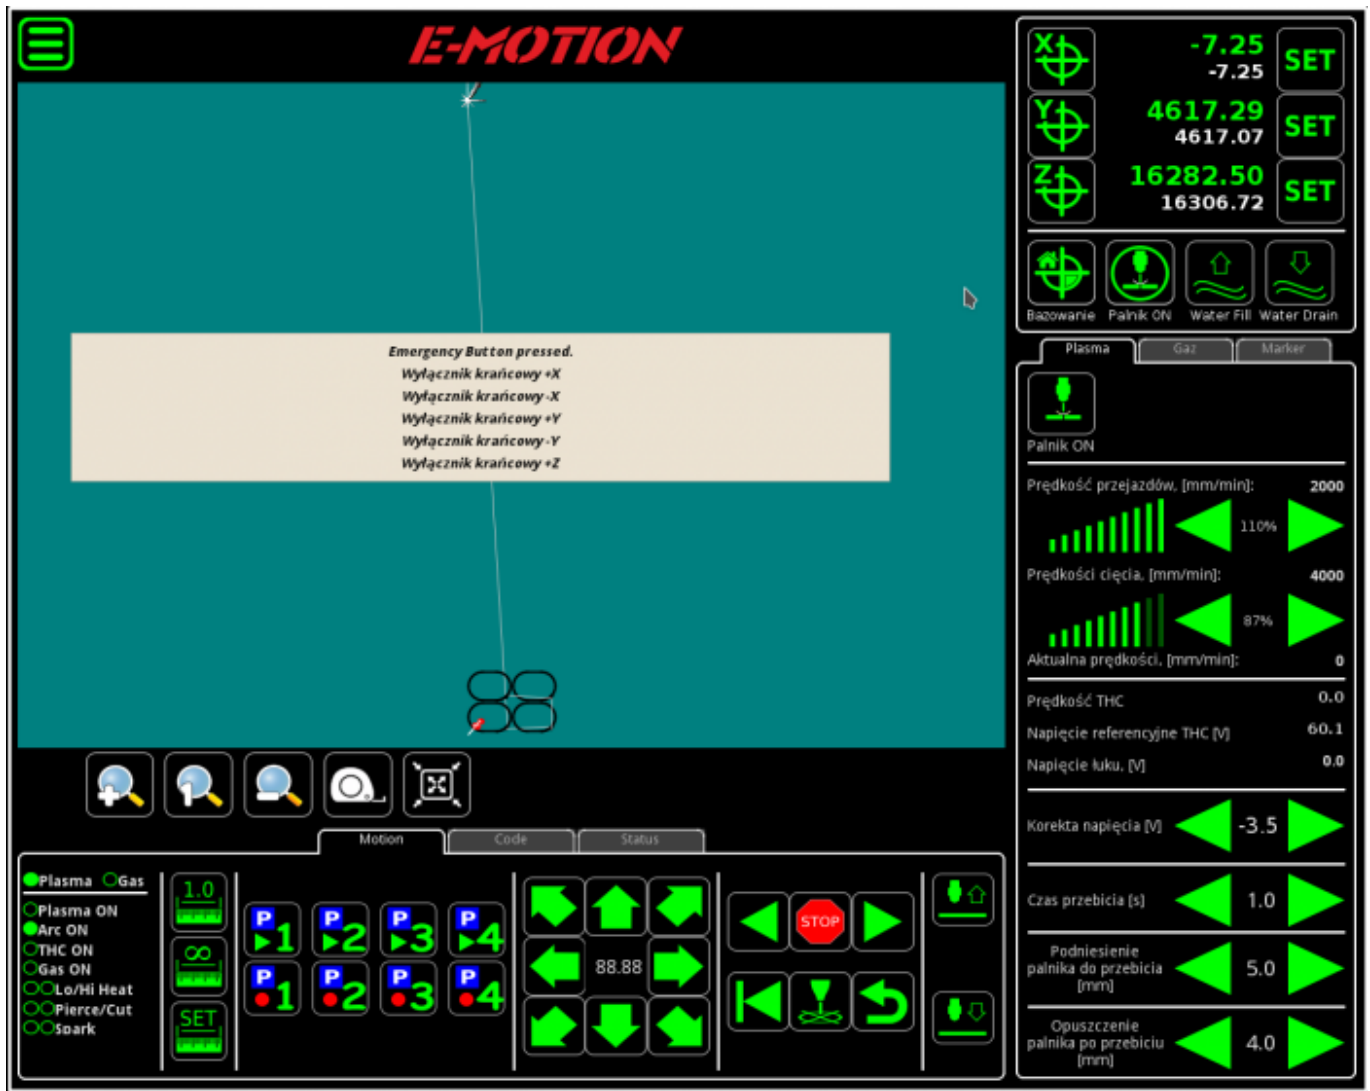 E-MOTION
X
-7.25
-7.25
SET
Y
4617.29
4617.07
SET
Z
16282.50
16306.72
SET
Bazowanie
Palnik ON
Water Fill
Water Drain
Emergency Button pressed.
Wyłącznik krańcowy +X
Wyłącznik krańcowy -X
Wyłącznik krańcowy +Y
Wyłącznik krańcowy -Y
Wyłącznik krańcowy +Z
Plasma
Gaz
Marker
Palnik ON
Prędkość przejazdów, [mm/min]: 2000
110%
Prędkości cięcia, [mm/min]: 4000
87%
Aktualna prędkości, [mm/min]: 0
Prędkość THC 0.0
Napięcie referencyjne THC [V] 60.1
Napięcie łuku, [V] 0.0
Korekta napięcia [V] -3.5
Czas przebicia [s] 1.0
Podniesienie
palnika do przebicia
[mm]
5.0
Opuszczenie
palnika po przebiciu
[mm]
4.0
1
Motion
Code
Status
Plasma Gas
Plasma ON
Arc ON
THC ON
Gas ON
Lo/Hi Heat
Pierce/Cut
Spark
1.0
∞
SET
P 1
P 2
P 3
P 4
P 1
P 2
P 3
P 4
88.88
STOP